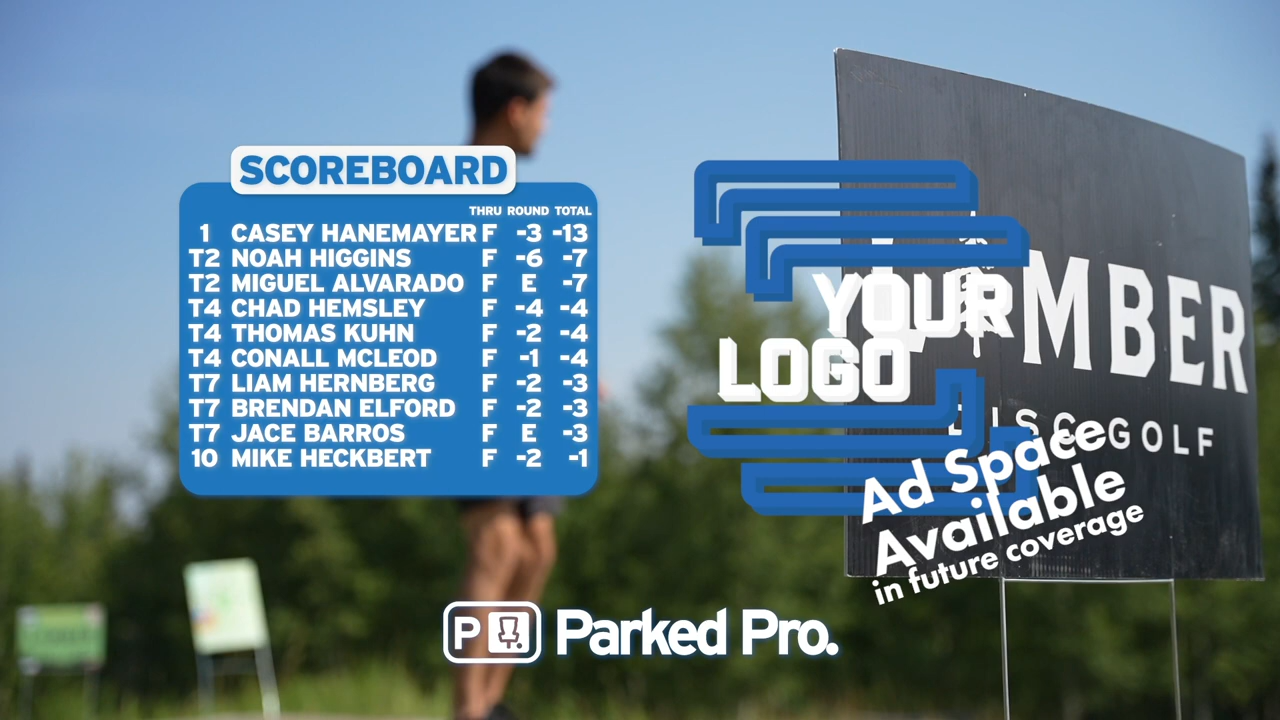 SCOREBOARD
THRU ROUND TOTAL
1 CASEY HANEMAYER F -3 -13
T2 NOAH HIGGINS F -6 -7
T2 MIGUEL ALVARADO F E -7
T4 CHAD HEMSLEY F -4 -4
T4 THOMAS KUHN F -2 -4
T4 CONALL MCLEOD F -1 -4
T7 LIAM HERNBERG F -2 -3
T7 BRENDAN ELFORD F -2 -3
T7 JACE BARROS F E -3
10 MIKE HECKBERT F -2 -1
YOUR
LOGO
MBER
DISC GOLF
Ad Space
Available
in future coverage
P Parked Pro.